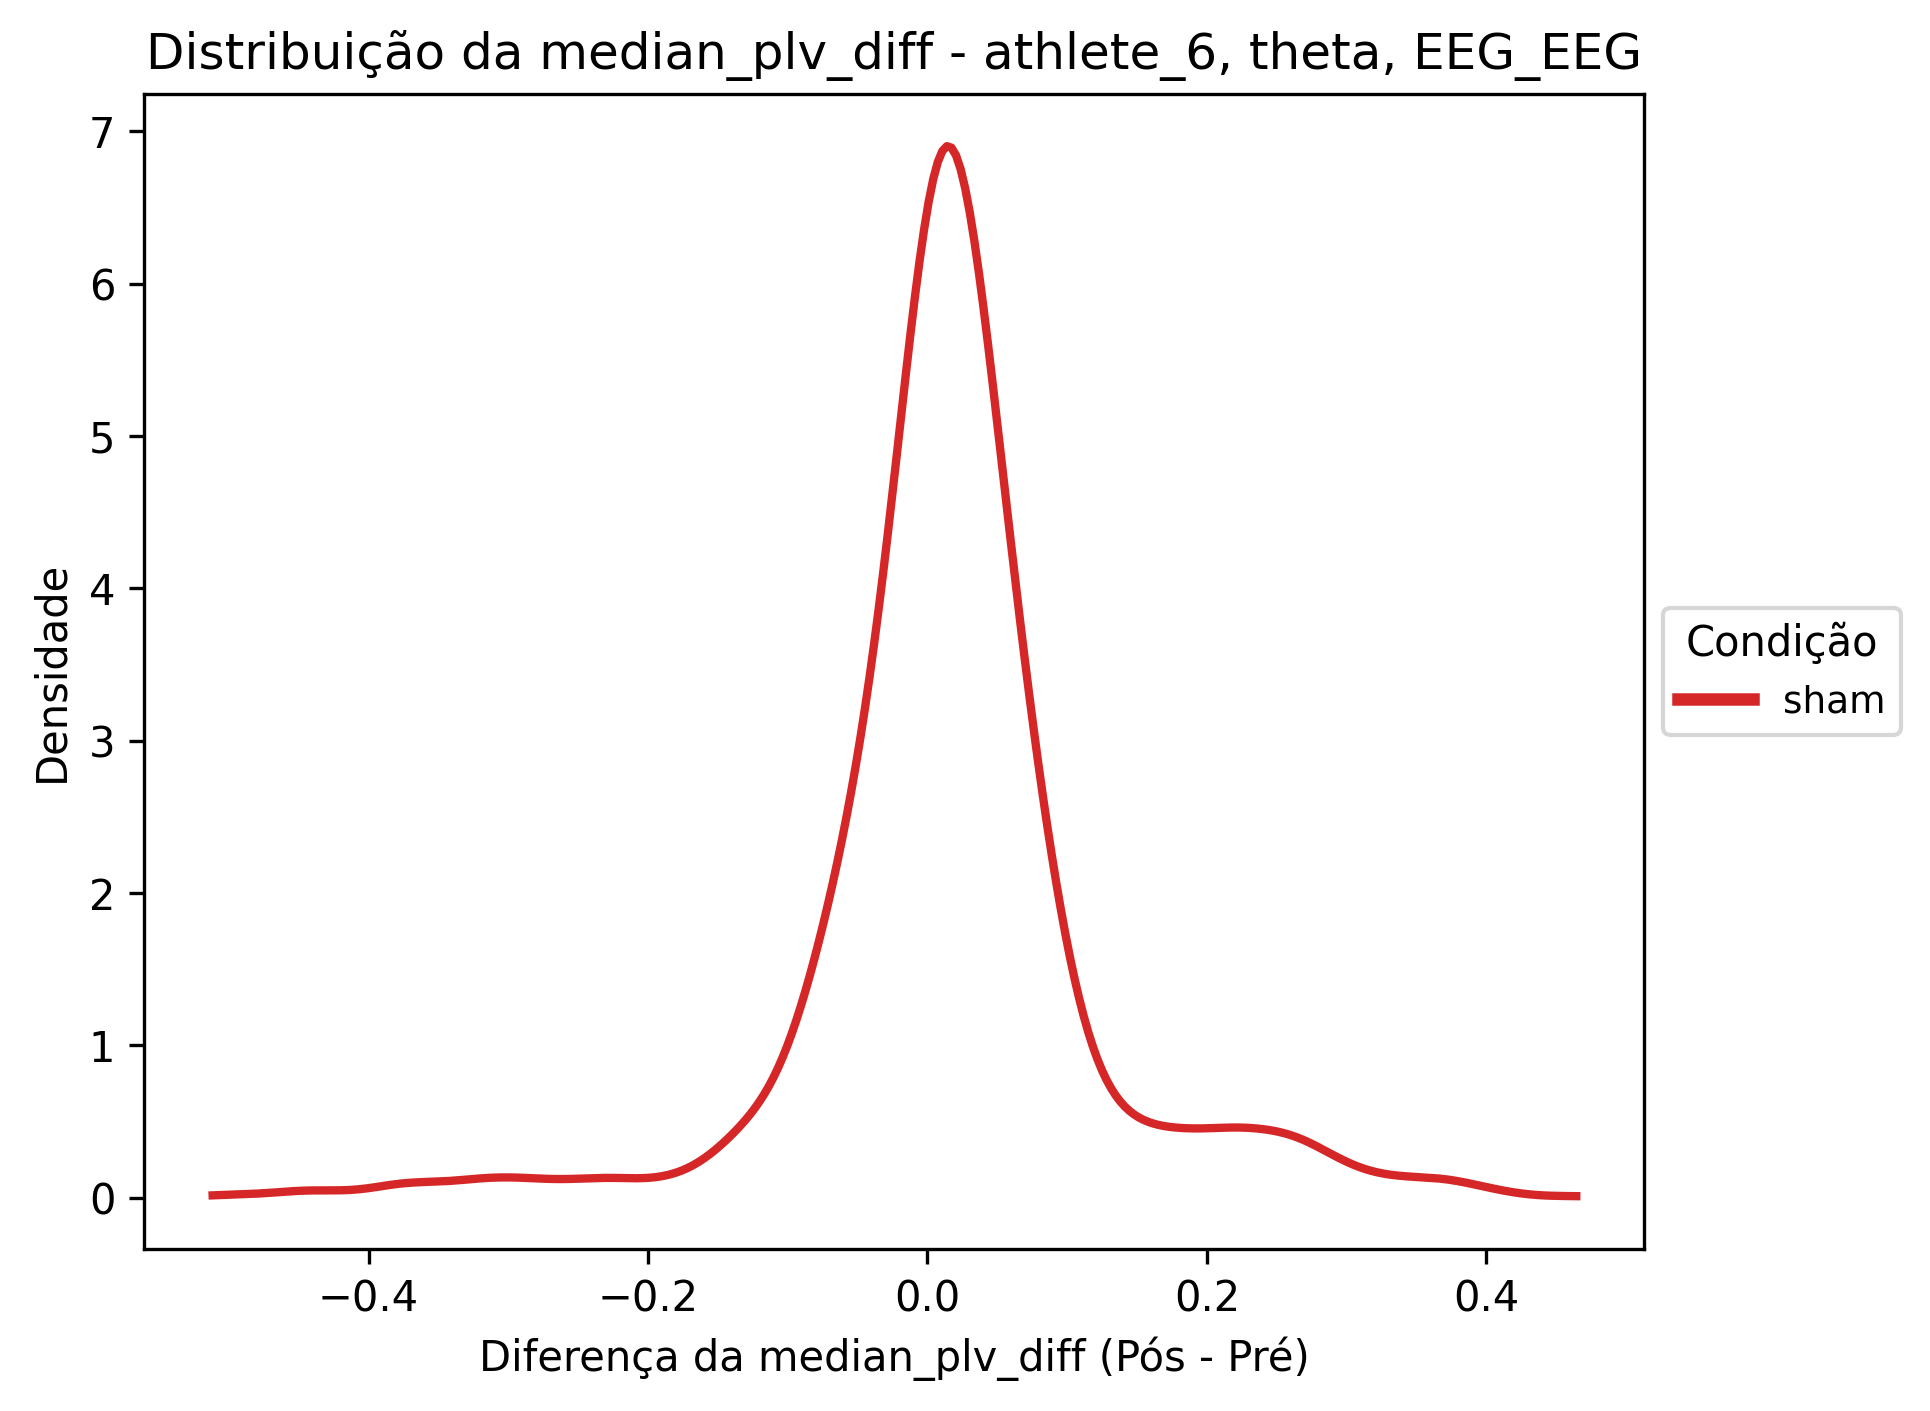 Distribuição da median_plv_diff - athlete_6, theta, EEG_EEG
7
6
5
4
3
2
1
0
Densidade
−0.4
−0.2
0.0
0.2
0.4
Diferença da median_plv_diff (Pós - Pré)
Condição
sham